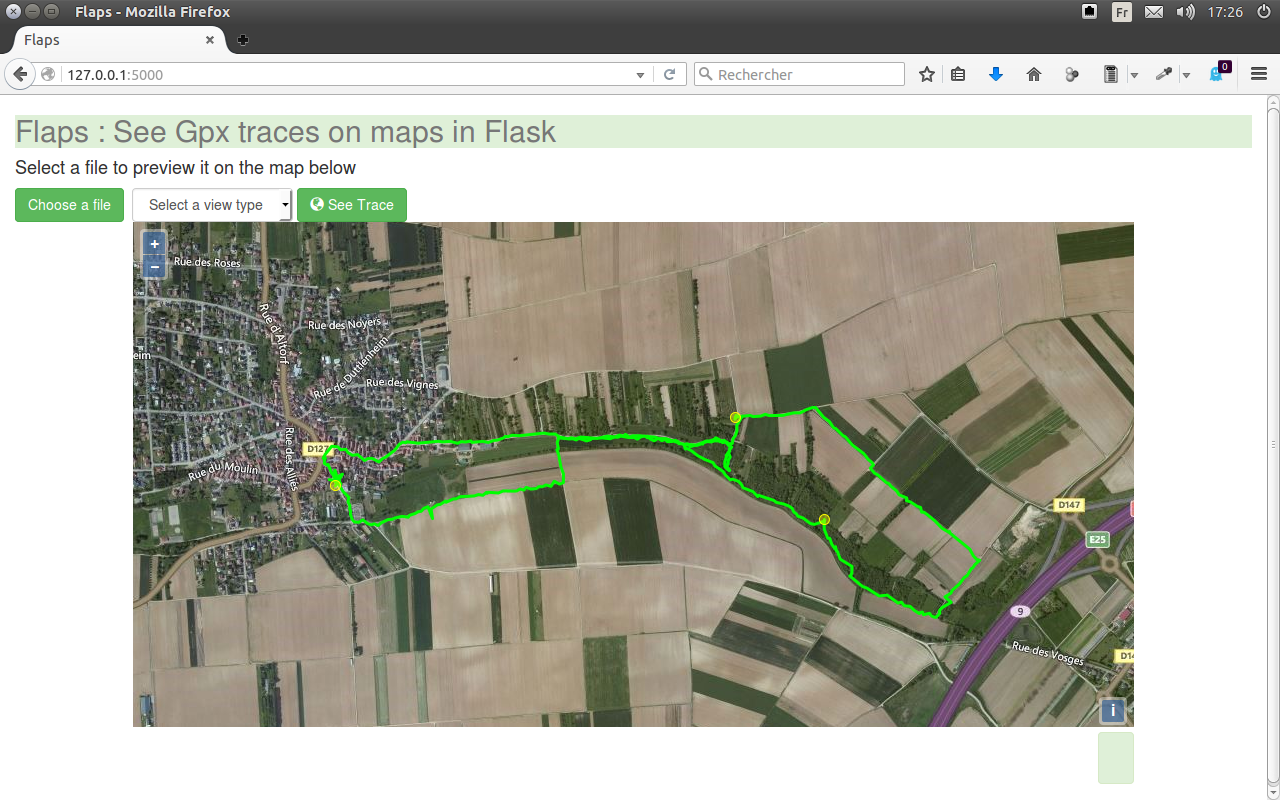 Flaps - Mozilla Firefox
Fr
17:26
Flaps
127.0.0.1:5000
Rechercher
0
Flaps : See Gpx traces on maps in Flask
Select a file to preview it on the map below
Choose a file
Select a view type
See Trace
+
−
Rue des Roses
Rue d'Altorf
Rue des Noyers
eim
Rue de Duttlenheim
Rue des Vignes
D127
Rue des Alliés
Rue du Moulin
D147
E25
9
Rue des Vosges
D14
i